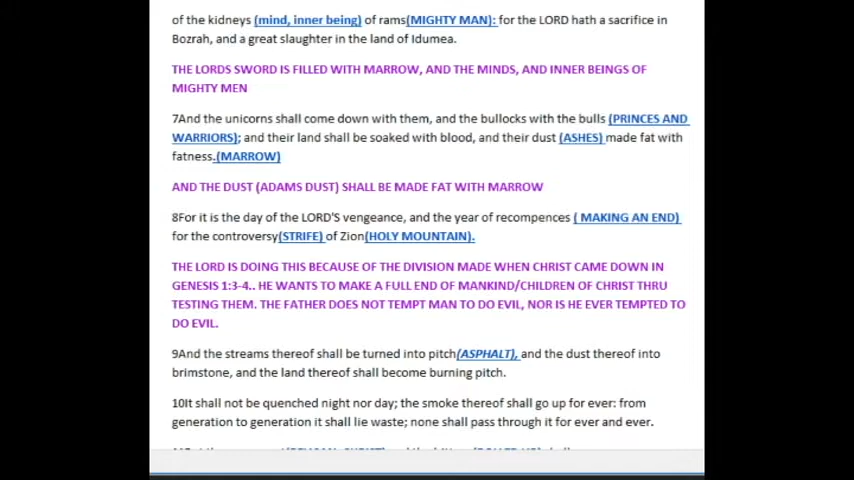 of the kidneys (mind, inner being) of rams(MIGHTY MAN): for the LORD hath a sacrifice in
Bozrah, and a great slaughter in the land of Idumea.
THE LORDS SWORD IS FILLED WITH MARROW, AND THE MINDS, AND INNER BEINGS OF
MIGHTY MEN
7And the unicorns shall come down with them, and the bullocks with the bulls (PRINCES AND
WARRIORS); and their land shall be soaked with blood, and their dust (ASHES) made fat with
fatness.(MARROW)
AND THE DUST (ADAMS DUST) SHALL BE MADE FAT WITH MARROW
8For it is the day of the LORD'S vengeance, and the year of recompences ( MAKING AN END)
for the controversy(STRIFE) of Zion(HOLY MOUNTAIN).
THE LORD IS DOING THIS BECAUSE OF THE DIVISION MADE WHEN CHRIST CAME DOWN IN
GENESIS 1:3-4.. HE WANTS TO MAKE A FULL END OF MANKIND/CHILDREN OF CHRIST THRU
TESTING THEM. THE FATHER DOES NOT TEMPT MAN TO DO EVIL, NOR IS HE EVER TEMPTED TO
DO EVIL.
9And the streams thereof shall be turned into pitch(ASPHALT), and the dust thereof into
brimstone, and the land thereof shall become burning pitch.
10It shall not be quenched night nor day; the smoke thereof shall go up for ever: from
generation to generation it shall lie waste; none shall pass through it for ever and ever.